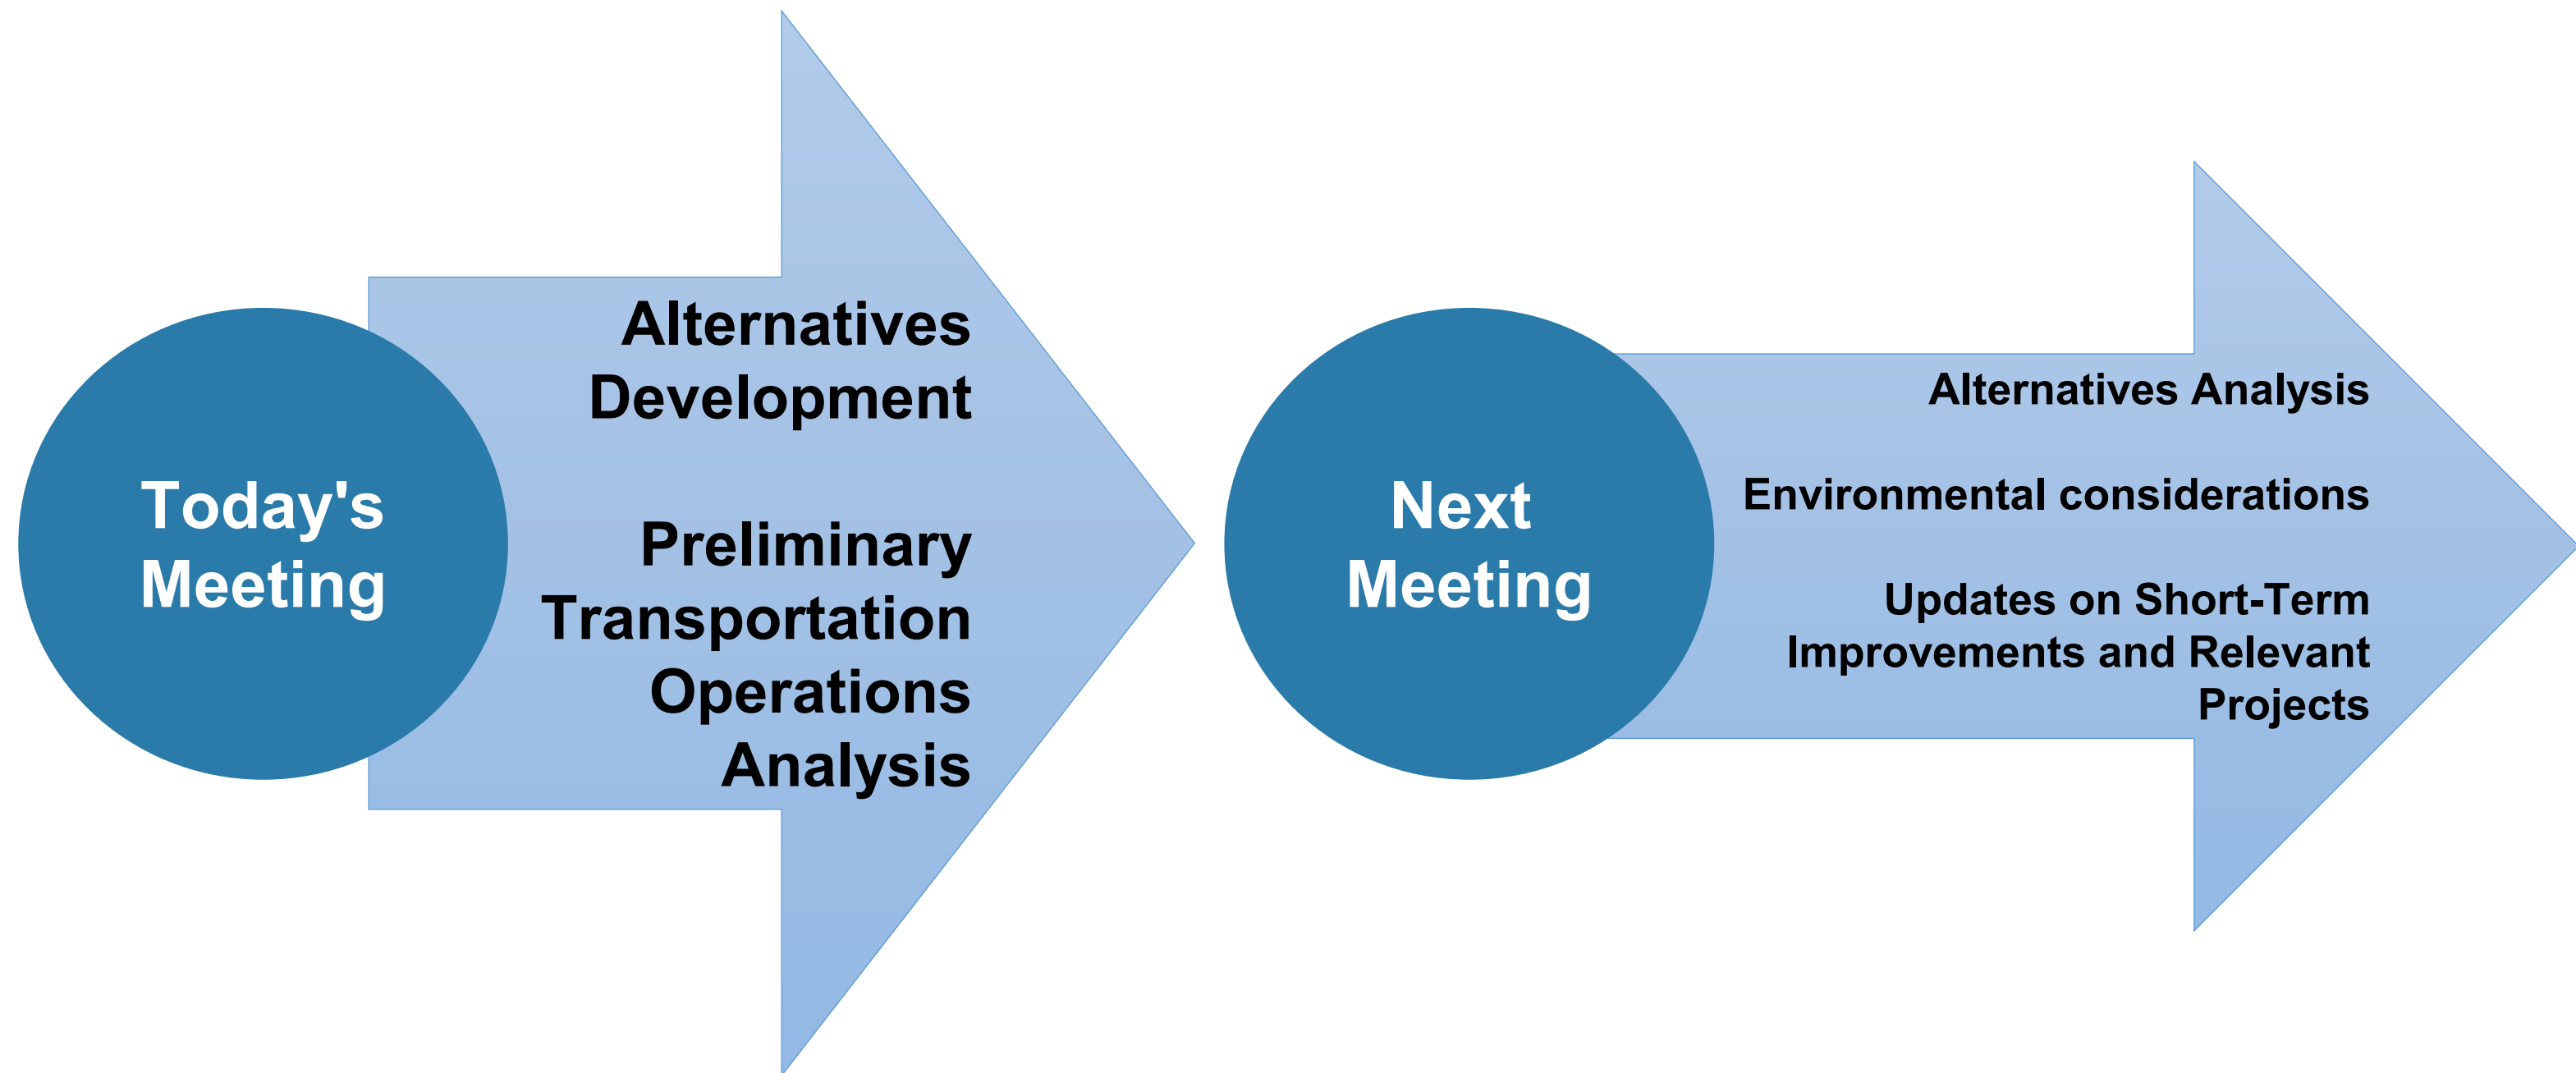 Today's
Meeting
Alternatives
Development
Preliminary
Transportation
Operations
Analysis
Next
Meeting
Alternatives Analysis
Environmental considerations
Updates on Short-Term
Improvements and Relevant
Projects